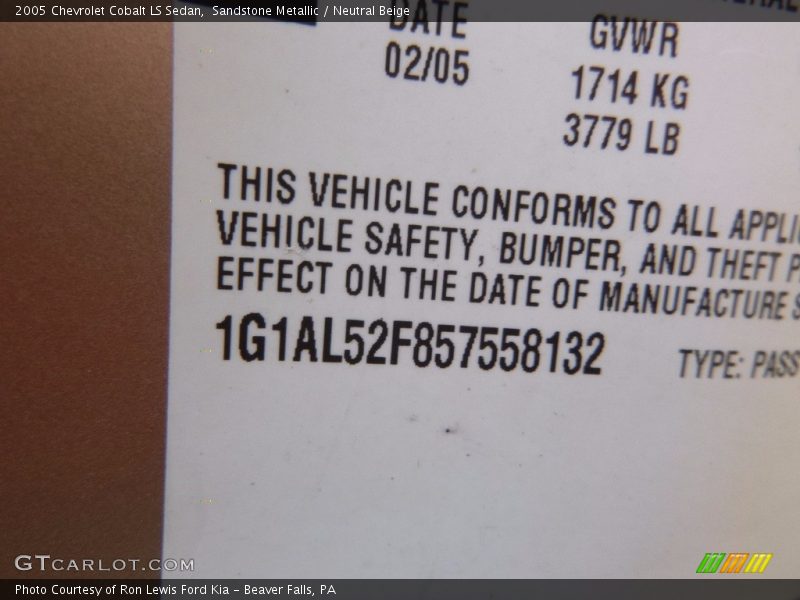 2005 Chevrolet Cobalt LS Sedan, Sandstone Metallic / Neutral Beige
DATE GVWR
02/05 1714 KG
3779 LB
THIS VEHICLE CONFORMS TO ALL
VEHICLE SAFETY, BUMPER, AND THEFT
EFFECT ON THE DATE OF MANUFACTURE
1G1AL52F857558132 TYPE: PASS
GTCARLOT.COM
Photo Courtesy of Ron Lewis Ford Kia – Beaver Falls, PA